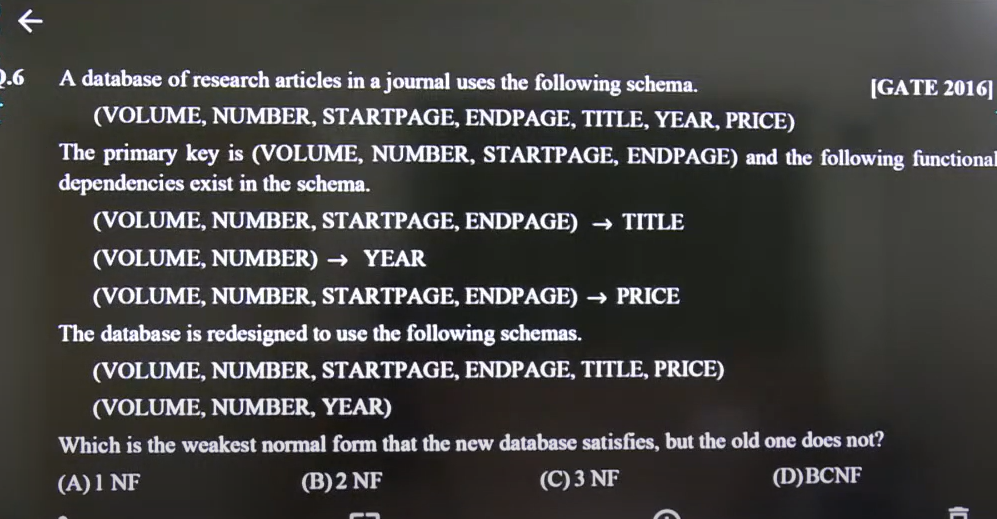 Q.6 A database of research articles in a journal uses the following schema. [GATE 2016]
(VOLUME, NUMBER, STARTPAGE, ENDPAGE, TITLE, YEAR, PRICE)
The primary key is (VOLUME, NUMBER, STARTPAGE, ENDPAGE) and the following functional
dependencies exist in the schema.
(VOLUME, NUMBER, STARTPAGE, ENDPAGE) → TITLE
(VOLUME, NUMBER) → YEAR
(VOLUME, NUMBER, STARTPAGE, ENDPAGE) → PRICE
The database is redesigned to use the following schemas.
(VOLUME, NUMBER, STARTPAGE, ENDPAGE, TITLE, PRICE)
(VOLUME, NUMBER, YEAR)
Which is the weakest normal form that the new database satisfies, but the old one does not?
(A) 1 NF (B) 2 NF (C) 3 NF (D) BCNF